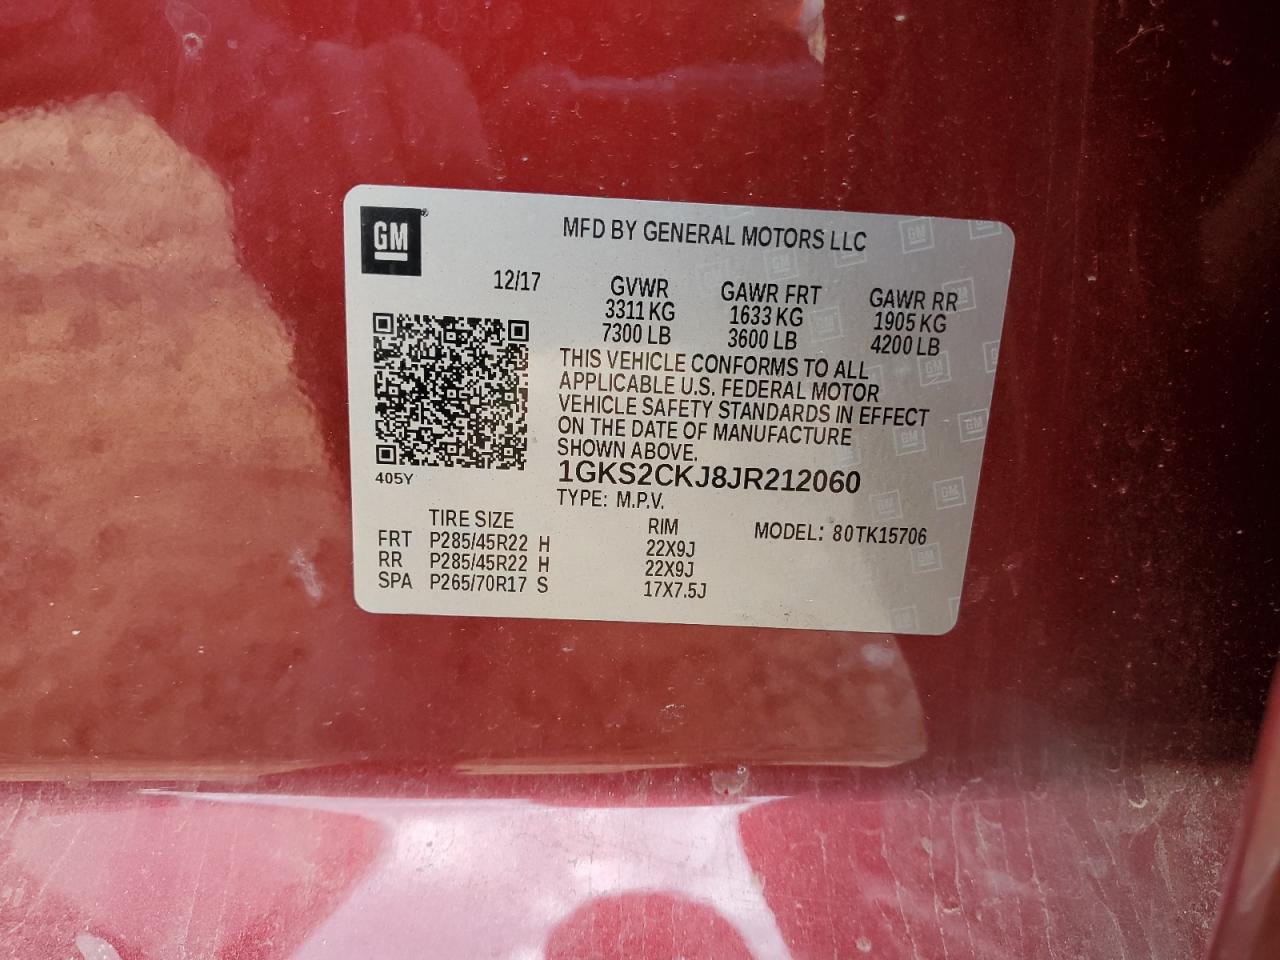 GM
MFD BY GENERAL MOTORS LLC
12/17
GVWR GAWR FRT GAWR RR
3311 KG 1633 KG 1905 KG
7300 LB 3600 LB 4200 LB
THIS VEHICLE CONFORMS TO ALL
APPLICABLE U.S. FEDERAL MOTOR
VEHICLE SAFETY STANDARDS IN EFFECT
ON THE DATE OF MANUFACTURE
SHOWN ABOVE.
405Y
1GKS2CKJ8JR212060
TYPE: M.P.V.
TIRE SIZE RIM MODEL: 80TK15706
FRT P285/45R22 H 22X9J
RR P285/45R22 H 22X9J
SPA P265/70R17 S 17X7.5J